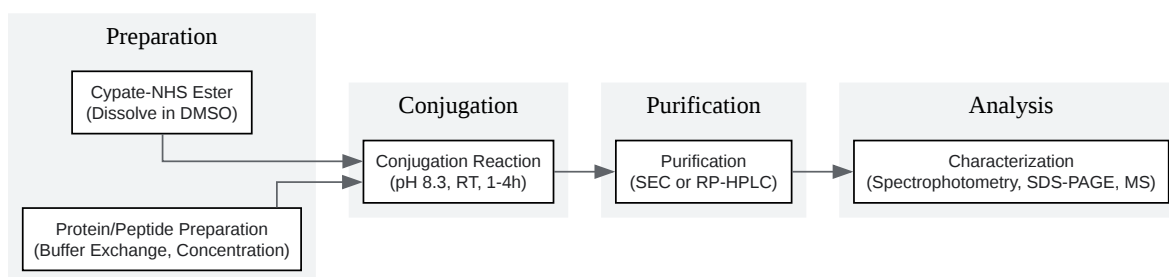 Preparation
Cypate-NHS Ester
(Dissolve in DMSO)
Protein/Peptide Preparation
(Buffer Exchange, Concentration)
Conjugation
Conjugation Reaction
(pH 8.3, RT, 1-4h)
Purification
Purification
(SEC or RP-HPLC)
Analysis
Characterization
(Spectrophotometry, SDS-PAGE, MS)